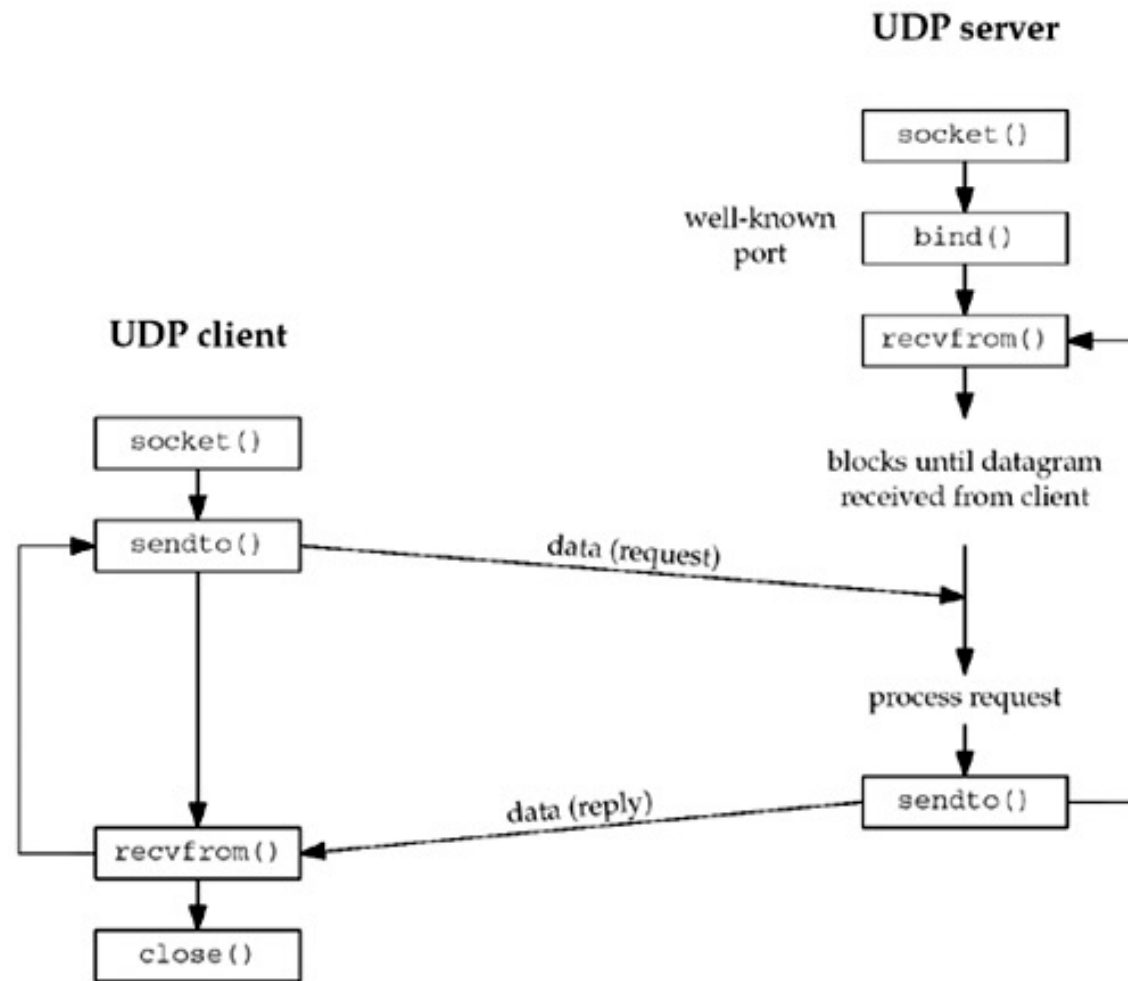 UDP server
socket()
well-known
port
bind()
recvfrom()
UDP client
socket()
blocks until datagram
received from client
sendto()
data (request)
process request
sendto()
data (reply)
recvfrom()
close()